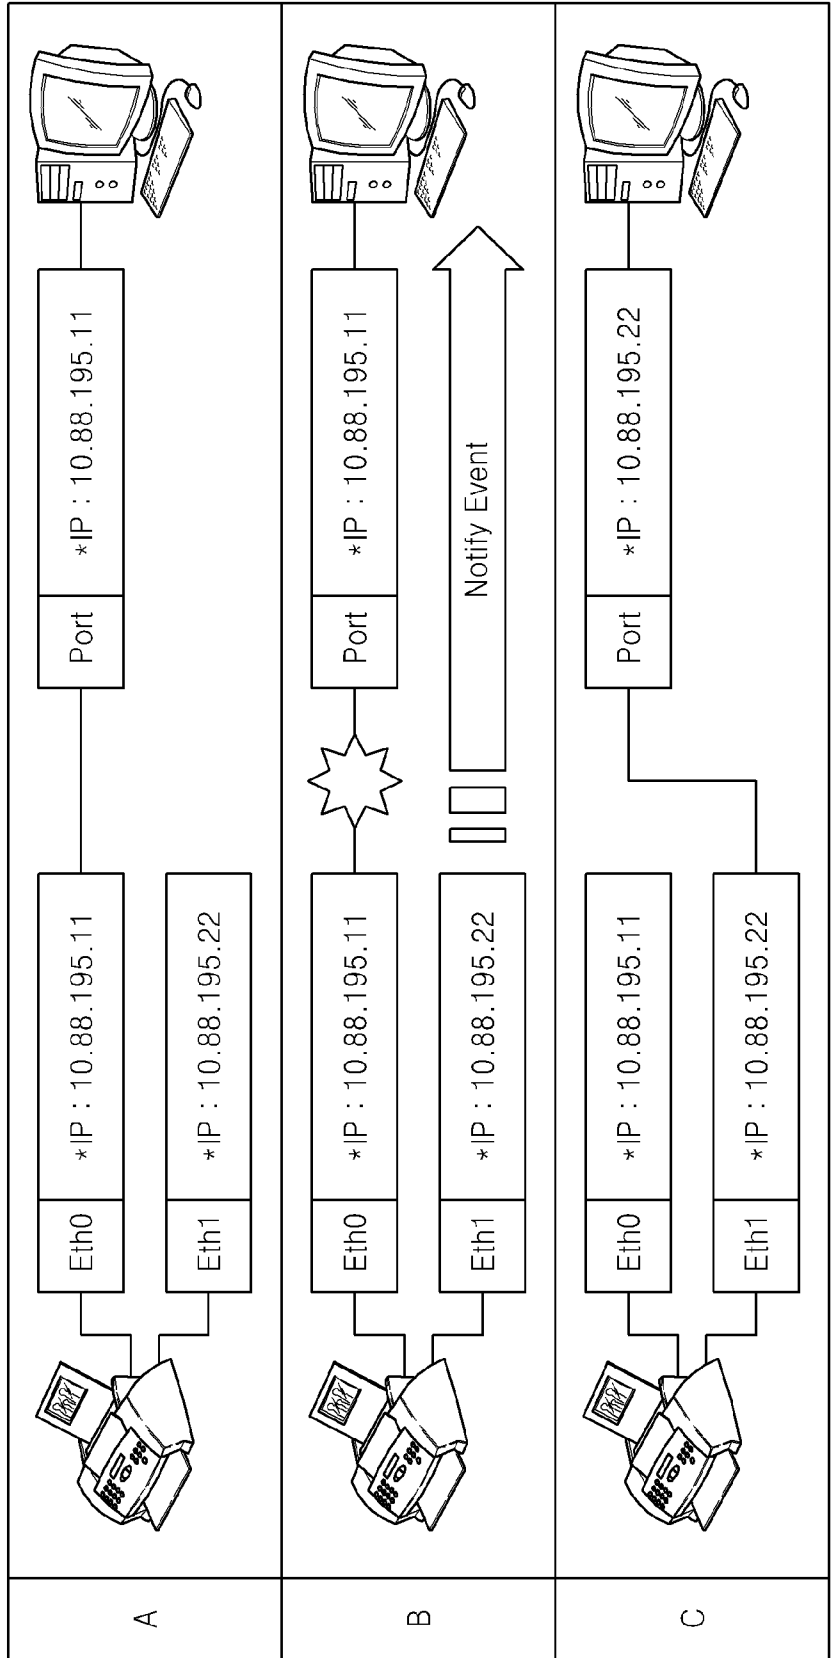 A
Eth0
*IP : 10.88.195.11
Port
*IP : 10.88.195.11
Eth1
*IP : 10.88.195.22
B
Eth0
*IP : 10.88.195.11
Port
*IP : 10.88.195.11
Eth1
*IP : 10.88.195.22
Notify Event
C
Eth0
*IP : 10.88.195.11
Port
*IP : 10.88.195.22
Eth1
*IP : 10.88.195.22